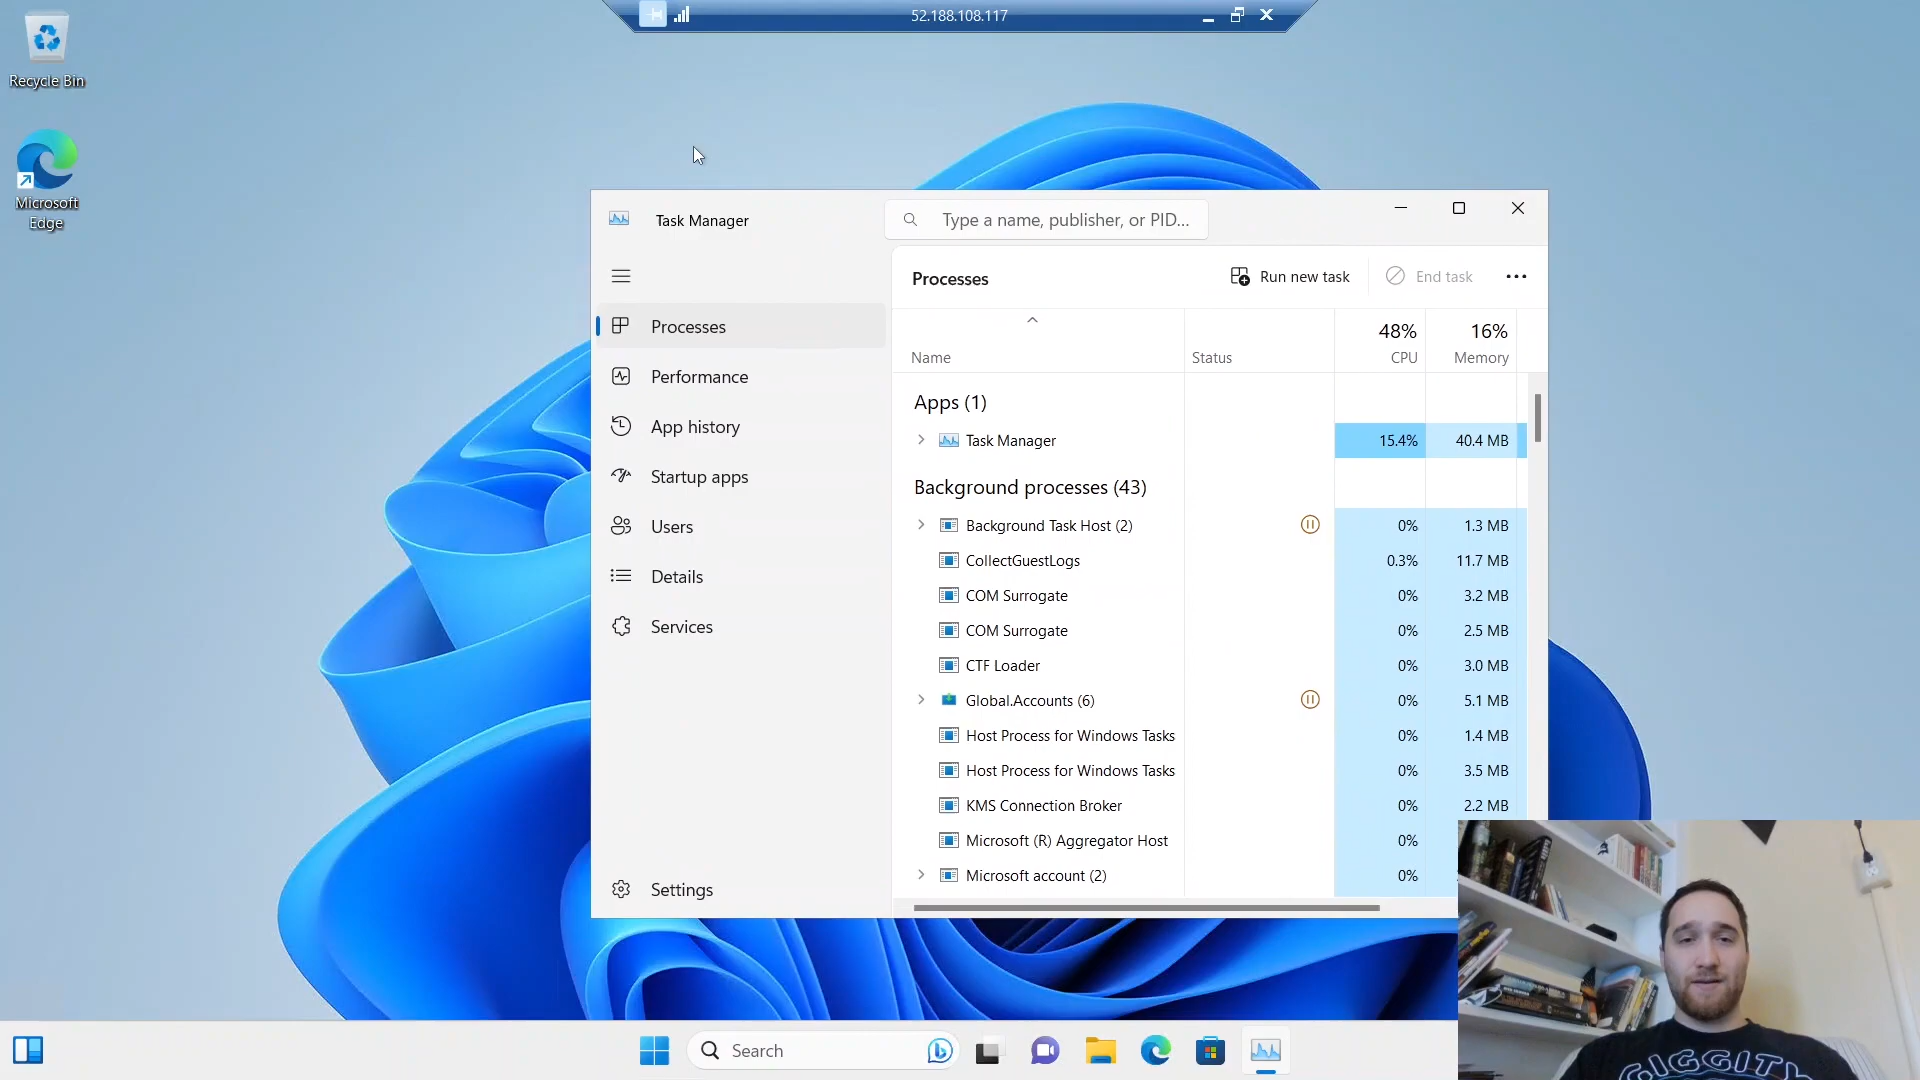 52.188.108.117
Recycle Bin
Microsoft
Edge
Task Manager
Type a name, publisher, or PID...
Processes
Run new task
End task
48%
16%
Name
Status
CPU
Memory
Processes
Performance
App history
Startup apps
Users
Details
Services
Settings
Apps (1)
Task Manager
15.4%
40.4 MB
Background processes (43)
Background Task Host (2)
0%
1.3 MB
CollectGuestLogs
0.3%
11.7 MB
COM Surrogate
0%
3.2 MB
COM Surrogate
0%
2.5 MB
CTF Loader
0%
3.0 MB
Global.Accounts (6)
0%
5.1 MB
Host Process for Windows Tasks
0%
1.4 MB
Host Process for Windows Tasks
0%
3.5 MB
KMS Connection Broker
0%
2.2 MB
Microsoft (R) Aggregator Host
0%
Microsoft account (2)
0%
Search
GIGGITY